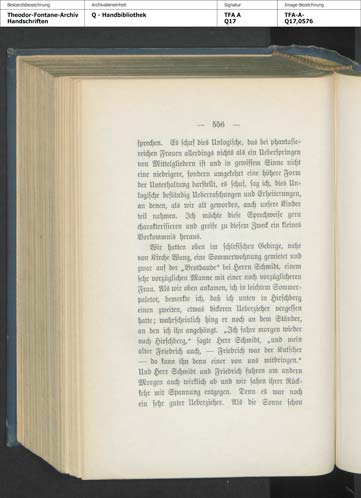 Bestandsbezeichnung
Archivalieneinheit
Signatur
Image-Bezeichnung
Theodor-Fontane-Archiv
Handschriften
Q - Handbibliothek
TFA A
Q17
TFA-A-
Q17,0576
— 556 —
sprechen. Es schuf dies Unlogische, das bei phantasie-
reichen Frauen allerdings nichts als ein Ueberspringen
von Mittelgliedern ist und in gewissem Sinne nicht
eine niedrigere, sondern umgekehrt eine höhere Form
der Unterhaltung darstellt, es schuf, sag ich, dies Un-
logische beständig Ueberraschungen und Erheiterungen,
an denen, als wir alt geworden, auch unsere Kinder
teil nahmen. Ich möchte diese Sprechweise gern
charakterisieren und greife zu diesem Zweck ein kleines
Vorkommnis heraus.
Wir hatten oben im schlesischen Gebirge, nahe
von Kirche Wang, eine Sommerwohnung gemietet und
zwar auf der „Brotbaude“ bei Herrn Schmidt, einem
sehr vorzüglichen Manne mit einer noch vorzüglicheren
Frau. Als wir oben ankamen, ich in leichtem Sommer-
paletot, bemerkte ich, daß ich unten in Hirschberg
einen zweiten, etwas dickeren Ueberzieher vergessen
hatte; wahrscheinlich hing er noch an dem Ständer,
an den ich ihn angehängt. „Ich fahre morgen wieder
nach Hirschberg,“ sagte Herr Schmidt, „und mein
alter Friedrich auch, — Friedrich war der Kutscher
— da kann ihn denn einer von uns mitbringen.“
Und Herr Schmidt und Friedrich fuhren am andern
Morgen auch wirklich ab und wir sahen ihrer Rück-
kehr mit Spannung entgegen. Denn es war noch
ein sehr guter Ueberzieher. Als die Sonne schon